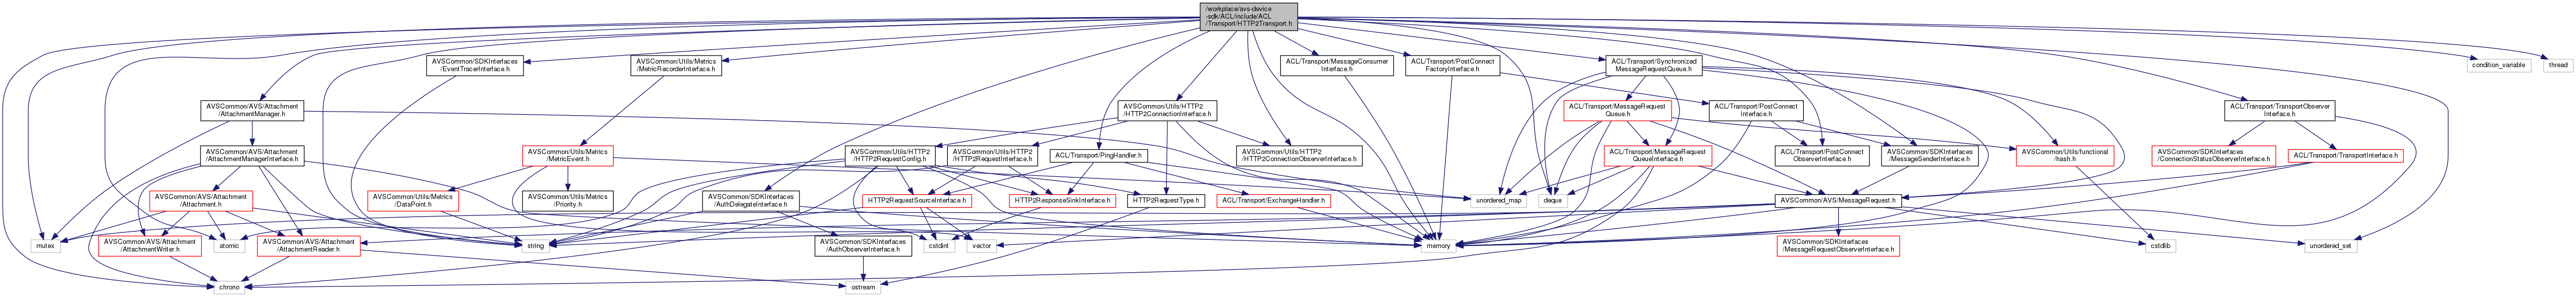 /workplace/avs-device
-sdk/ACL/include/ACL
/Transport/HTTP2Transport.h
AVSCommon/SDKInterfaces
/EventTracerInterface.h
AVSCommon/Utils/Metrics
/MetricRecorderInterface.h
ACL/Transport/MessageConsumer
Interface.h
ACL/Transport/PostConnect
FactoryInterface.h
ACL/Transport/Synchronized
MessageRequestQueue.h
condition_variable
thread
AVSCommon/AVS/Attachment
/AttachmentManager.h
AVSCommon/Utils/HTTP2
/HTTP2ConnectionInterface.h
ACL/Transport/MessageRequest
Queue.h
ACL/Transport/PostConnect
Interface.h
ACL/Transport/TransportObserver
Interface.h
AVSCommon/AVS/Attachment
/AttachmentManagerInterface.h
AVSCommon/Utils/Metrics
/MetricEvent.h
AVSCommon/Utils/HTTP2
/HTTP2RequestConfig.h
AVSCommon/Utils/HTTP2
/HTTP2RequestInterface.h
ACL/Transport/PingHandler.h
AVSCommon/Utils/HTTP2
/HTTP2ConnectionObserverInterface.h
ACL/Transport/MessageRequest
QueueInterface.h
ACL/Transport/PostConnect
ObserverInterface.h
AVSCommon/SDKInterfaces
/MessageSenderInterface.h
AVSCommon/Utils/functional
/hash.h
AVSCommon/SDKInterfaces
/ConnectionStatusObserverInterface.h
ACL/Transport/TransportInterface.h
AVSCommon/AVS/Attachment
/Attachment.h
AVSCommon/Utils/Metrics
/DataPoint.h
AVSCommon/Utils/Metrics
/Priority.h
AVSCommon/SDKInterfaces
/AuthDelegateInterface.h
HTTP2RequestSourceInterface.h
HTTP2ResponseSinkInterface.h
HTTP2RequestType.h
ACL/Transport/ExchangeHandler.h
unordered_map
deque
AVSCommon/AVS/MessageRequest.h
mutex
AVSCommon/AVS/Attachment
/AttachmentWriter.h
atomic
AVSCommon/AVS/Attachment
/AttachmentReader.h
string
AVSCommon/SDKInterfaces
/AuthObserverInterface.h
cstdint
vector
memory
AVSCommon/SDKInterfaces
/MessageRequestObserverInterface.h
cstdlib
unordered_set
chrono
ostream